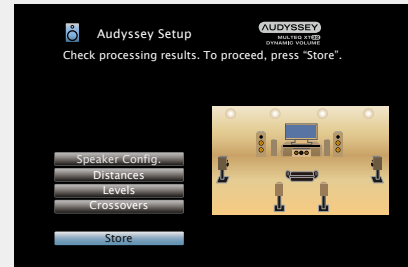 Audyssey Setup
AUDYSSEY
MULTEQ XT32
DYNAMIC VOLUME
Check processing results. To proceed, press “Store”.
Speaker Config.
Distances
Levels
Crossovers
Store